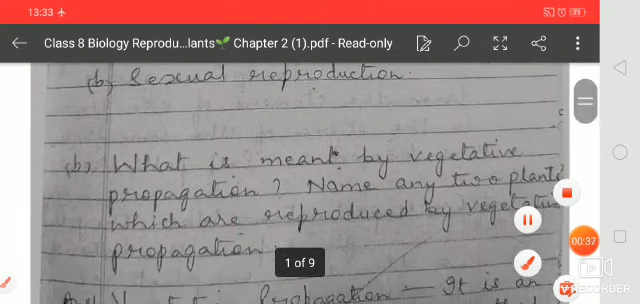 13:33
Class 8 Biology Reprodu...lants🌱 Chapter 2 (1).pdf - Read-only
(b) Sexual reproduction.
(b) What is meant by vegetative
propagation? Name any two plants
which are reproduced by vegetative
propagation.
1 of 9
Propagation — It is an
00:37
RECORDER